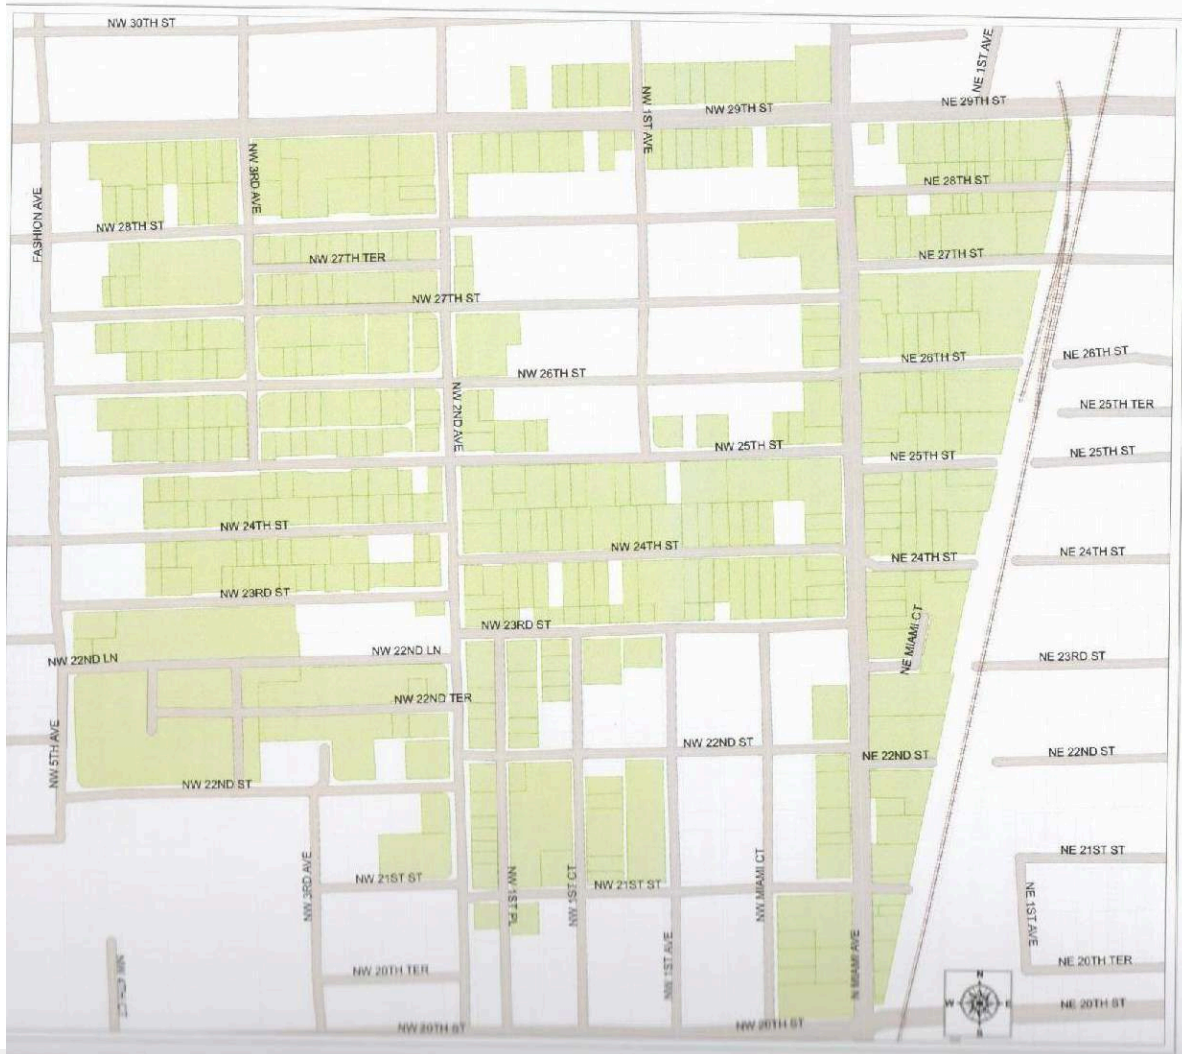 NW 30TH ST
NE 1ST AVE
NW 1ST AVE
NW 29TH ST
NE 29TH ST
NW 3RD AVE
FASHION AVE
NE 28TH ST
NW 28TH ST
NW 27TH TER
NE 27TH ST
NW 27TH ST
NW 26TH ST
NE 26TH ST
NE 26TH ST
NW 2ND AVE
NE 25TH TER
NW 25TH ST
NE 25TH ST
NE 25TH ST
NW 24TH ST
NW 24TH ST
NE 24TH ST
NE 24TH ST
NW 23RD ST
NW 23RD ST
NE MIAMI CT
NW 22ND LN
NW 22ND LN
NE 23RD ST
NW 22ND TER
NW 5TH AVE
NW 22ND ST
NE 22ND ST
NE 22ND ST
NW 22ND ST
NE 21ST ST
NW 3RD AVE
NW 21ST ST
NW 1ST PL
NW 1ST CT
NW 21ST ST
NW MIAMI CT
NE 1ST AVE
NW 1ST AVE
N MIAMI AVE
NW 20TH TER
NE 20TH TER
NW 4TH CT
N
W E
S
NE 20TH ST
NW 20TH ST
NW 20TH ST